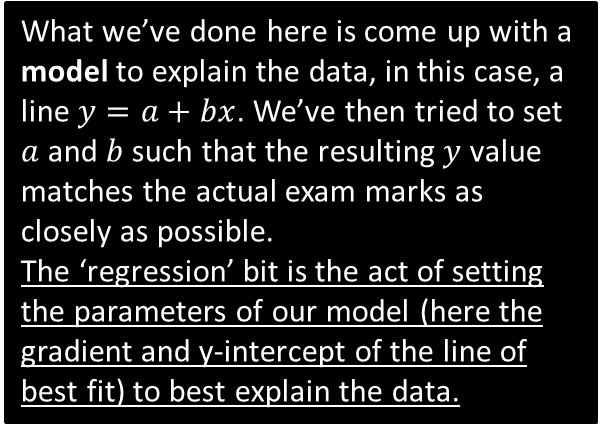 What we’ve done here is come up with a
model to explain the data, in this case, a
line y = a + bx. We’ve then tried to set
a and b such that the resulting y value
matches the actual exam marks as
closely as possible.
The ‘regression’ bit is the act of setting
the parameters of our model (here the
gradient and y-intercept of the line of
best fit) to best explain the data.